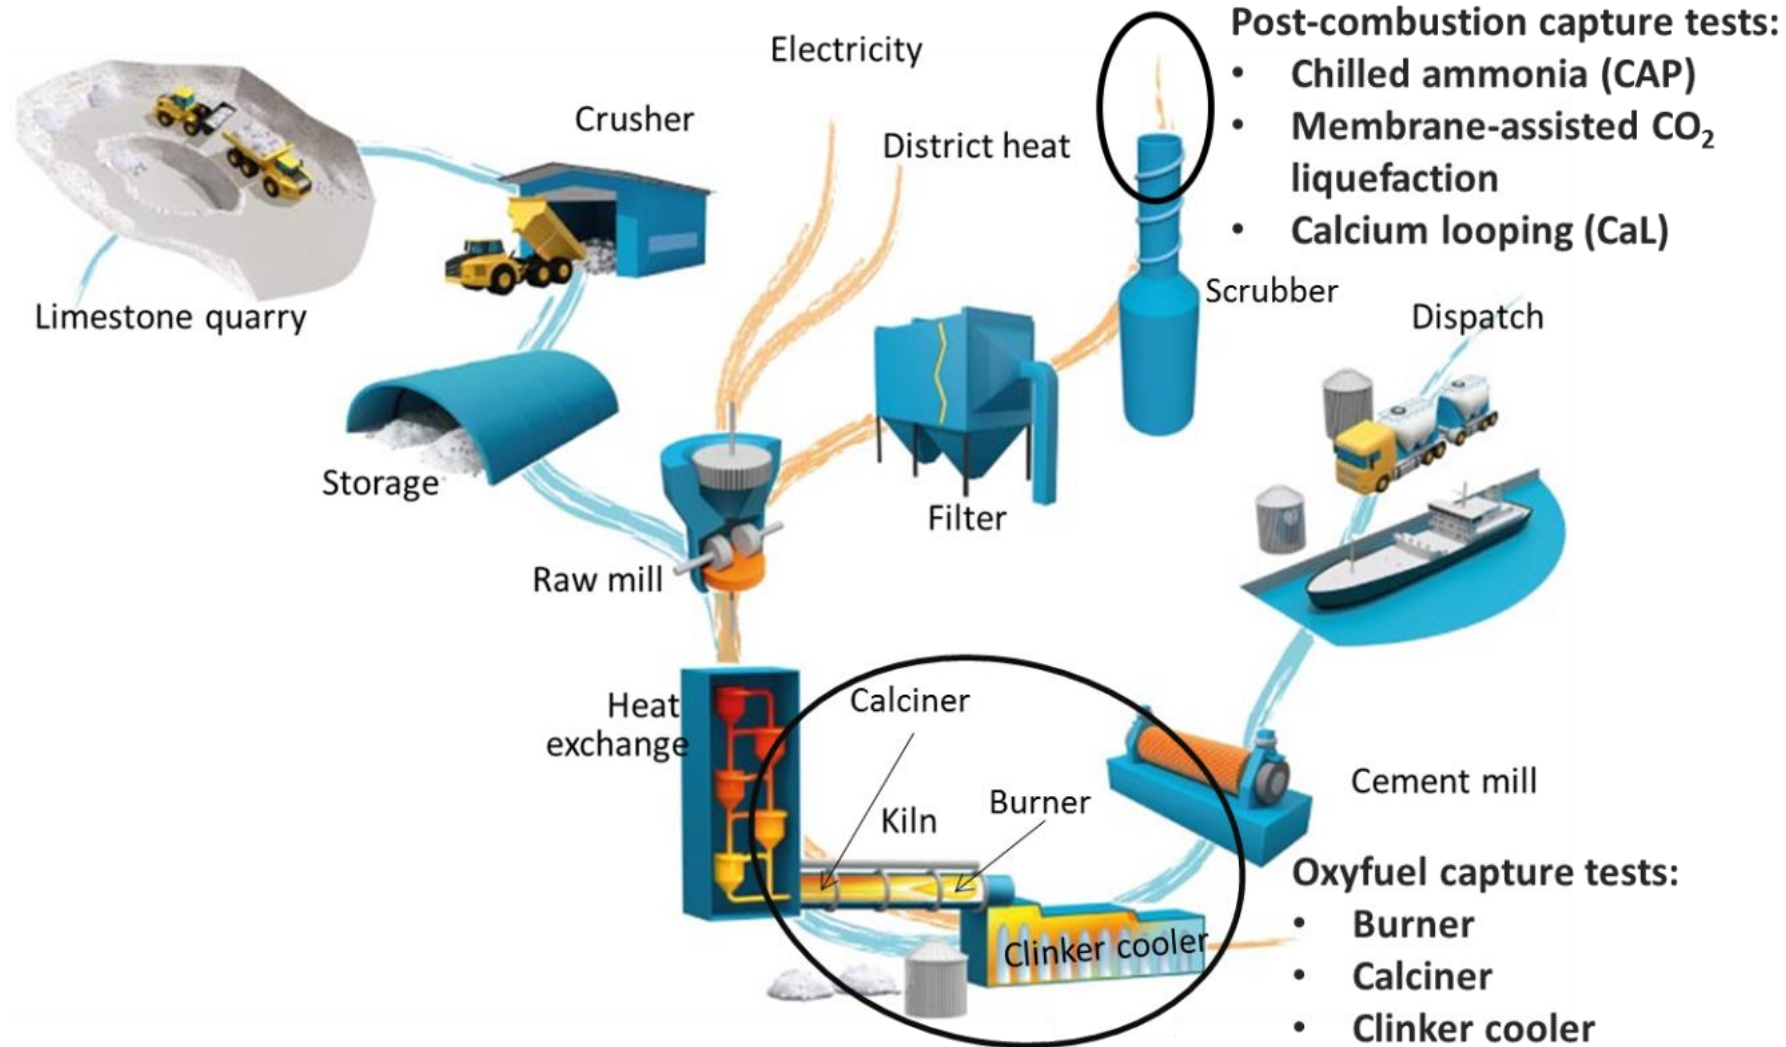 Post-combustion capture tests:
• Chilled ammonia (CAP)
• Membrane-assisted CO₂
liquefaction
• Calcium looping (CaL)
Electricity
Crusher
District heat
Scrubber
Limestone quarry
Dispatch
Storage
Filter
Raw mill
Heat
exchange
Calciner
Burner
Kiln
Cement mill
Clinker cooler
Oxyfuel capture tests:
• Burner
• Calciner
• Clinker cooler